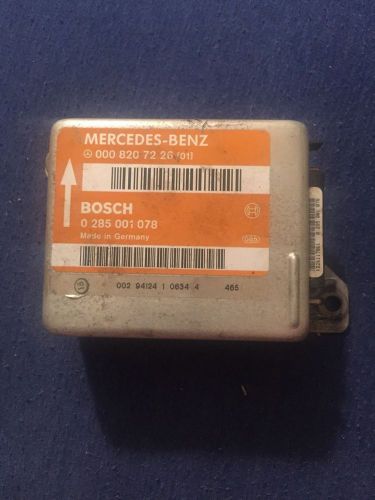 MERCEDES-BENZ
000 820 72 26 (01)
BOSCH
0 285 001 078
Made in Germany
002 94124 1 0634 4 465